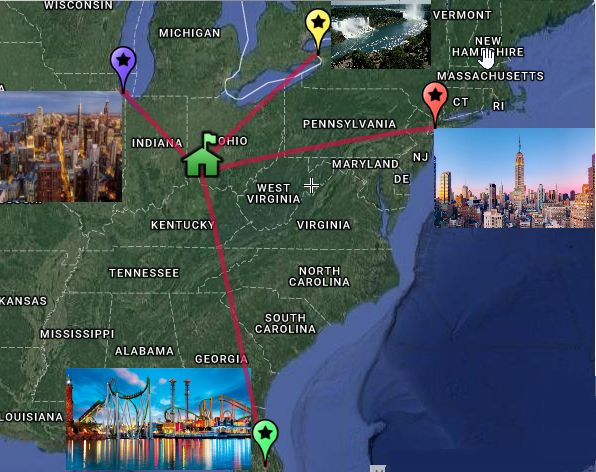 WISCONSIN
VERMONT
MICHIGAN
NEW
HAMPSHIRE
MASSACHUSETTS
CT
RI
PENNSYLVANIA
INDIANA
OHIO
NJ
MARYLAND
DE
WEST
VIRGINIA
KENTUCKY
VIRGINIA
TENNESSEE
NORTH
CAROLINA
KANSAS
SOUTH
CAROLINA
MISSISSIPPI
ALABAMA
GEORGIA
LOUISIANA